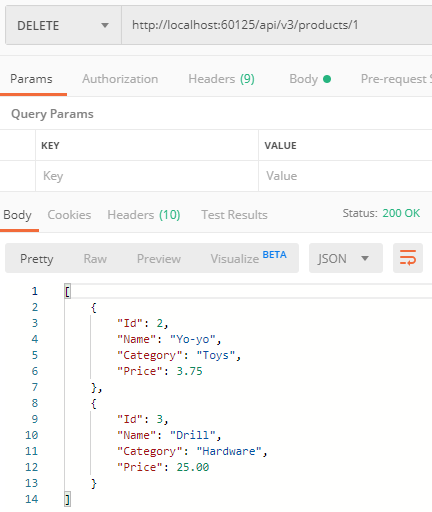 DELETE http://localhost:60125/api/v3/products/1
Params Authorization Headers (9) Body Pre-request S
Query Params
KEY VALUE
Key Value
Body Cookies Headers (10) Test Results Status: 200 OK
Pretty Raw Preview Visualize BETA JSON
1 [
2 {
3 "Id": 2,
4 "Name": "Yo-yo",
5 "Category": "Toys",
6 "Price": 3.75
7 },
8 {
9 "Id": 3,
10 "Name": "Drill",
11 "Category": "Hardware",
12 "Price": 25.00
13 }
14 ]